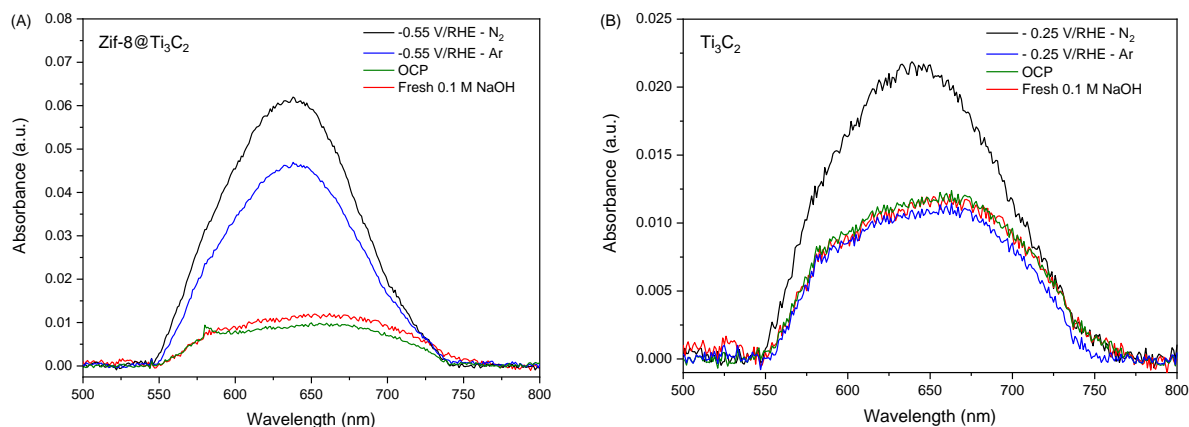 (A)
Zif-8@Ti₃C₂
-0.55 V/RHE - N₂
-0.55 V/RHE - Ar
OCP
Fresh 0.1 M NaOH
0.08
0.07
0.06
0.05
0.04
0.03
0.02
0.01
0.00
Absorbance (a.u.)
500 550 600 650 700 750 800
Wavelength (nm)
(B)
Ti₃C₂
- 0.25 V/RHE - N₂
- 0.25 V/RHE - Ar
OCP
Fresh 0.1 M NaOH
0.025
0.020
0.015
0.010
0.005
0.000
Absorbance (a.u.)
500 550 600 650 700 750 800
Wavelength (nm)